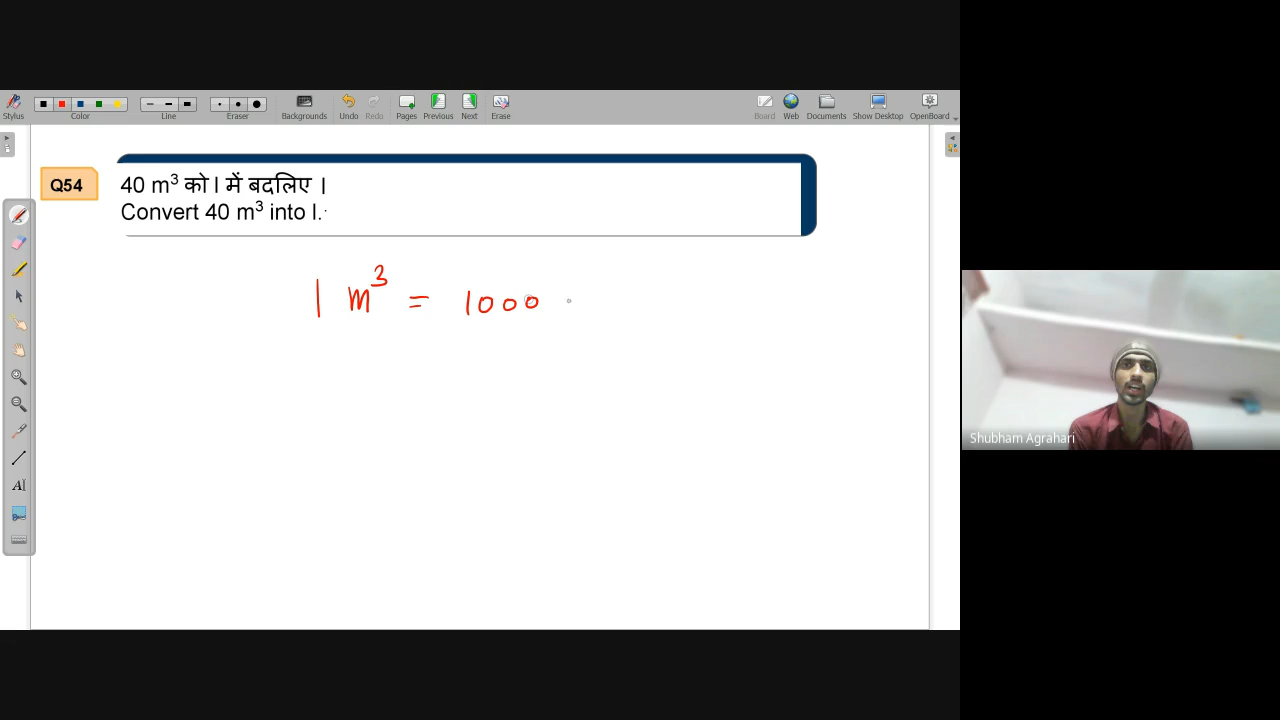 Stylus
Color
Line
Eraser
Backgrounds
Undo
Redo
Pages
Previous
Next
Erase
Board
Web
Documents
Show Desktop
OpenBoard
Q54
40 m³ को l में बदलिए ।
Convert 40 m³ into l.
1 m³ = 1000
AI
Shubham Agrahari